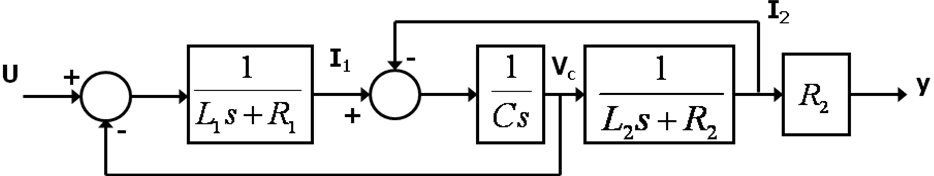 U
+
-
1
L₁s+R₁
I₁
+
-
1
Cs
Vc
1
L₂s+R₂
I₂
R₂
y